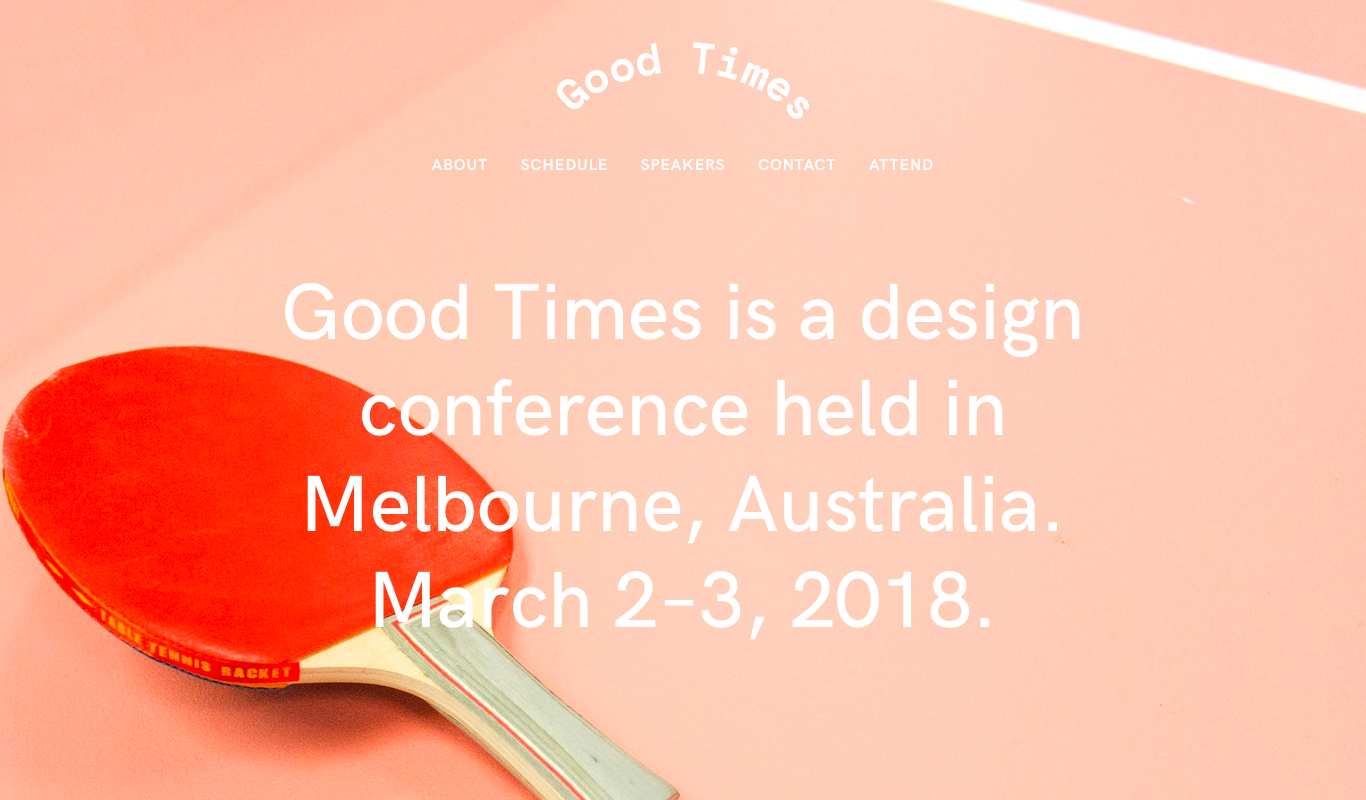 Good Times
ABOUT SCHEDULE SPEAKERS CONTACT ATTEND
Good Times is a design
conference held in
Melbourne, Australia.
March 2–3, 2018.
TABLE TENNIS RACKET